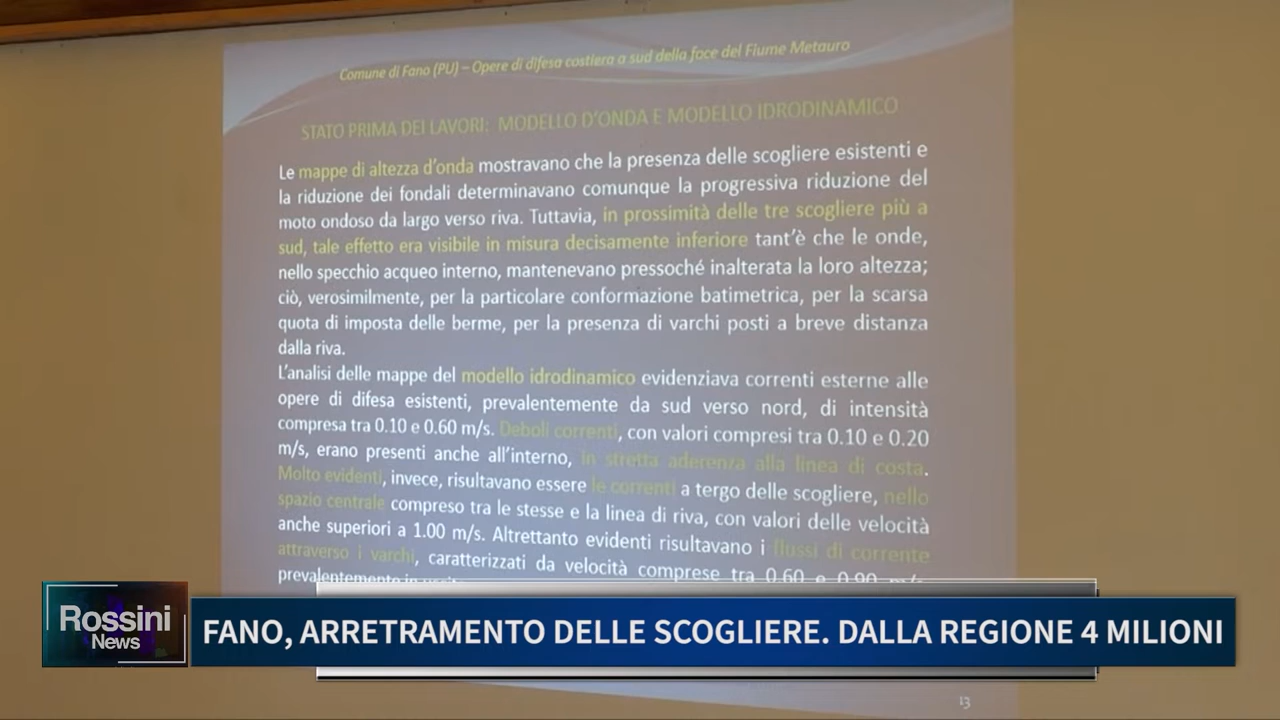 Comune di Fano (PU) – Opere di difesa costiera a sud della foce del Fiume Metauro
STATO PRIMA DEI LAVORI: MODELLO D'ONDA E MODELLO IDRODINAMICO
Le mappe di altezza d'onda mostravano che la presenza delle scogliere esistenti e
la riduzione dei fondali determinavano comunque la progressiva riduzione del
moto ondoso da largo verso riva. Tuttavia, in prossimità delle tre scogliere più a
sud, tale effetto era visibile in misura decisamente inferiore tant'è che le onde,
nello specchio acqueo interno, mantenevano pressoché inalterata la loro altezza;
ciò, verosimilmente, per la particolare conformazione batimetrica, per la scarsa
quota di imposta delle berme, per la presenza di varchi posti a breve distanza
dalla riva.
L'analisi delle mappe del modello idrodinamico evidenziava correnti esterne alle
opere di difesa esistenti, prevalentemente da sud verso nord, di intensità
compresa tra 0.10 e 0.60 m/s. Deboli correnti, con valori compresi tra 0.10 e 0.20
m/s, erano presenti anche all'interno, in stretta aderenza alla linea di costa.
Molto evidenti, invece, risultavano essere le correnti a tergo delle scogliere, nello
spazio centrale compreso tra le stesse e la linea di riva, con valori delle velocità
anche superiori a 1.00 m/s. Altrettanto evidenti risultavano i flussi di corrente
attraverso i varchi, caratterizzati da velocità comprese tra 0.60 e 0.90 m/s,
prevalentemente in
Rossini
News
FANO, ARRETRAMENTO DELLE SCOGLIERE. DALLA REGIONE 4 MILIONI
13